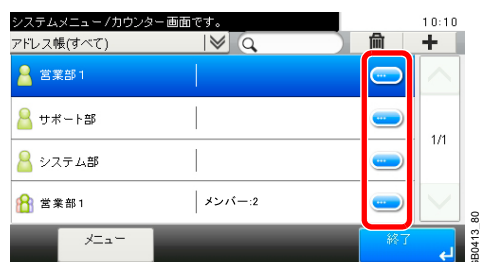 システムメニュー/カウンター画面です。 10:10
アドレス帳(すべて)
営業部1
サポート部
1/1
システム部
営業部1 メンバー:2
メニュー 終了
GB0413_80